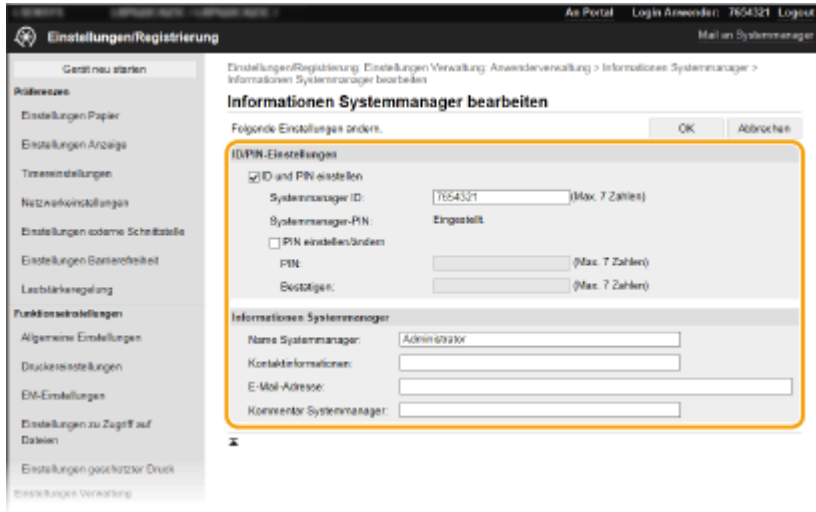 An Portal Login Anwender: 7654321 Logout
Einstellungen/Registrierung
Mail an Systemmanager
Gerät neu starten
Präferenzen
Einstellungen Papier
Einstellungen Anzeige
Timereinstellungen
Netzwerkeinstellungen
Einstellungen externe Schnittstelle
Einstellungen Barrierefreiheit
Lautstärkeregelung
Funktionseinstellungen
Allgemeine Einstellungen
Druckereinstellungen
EM-Einstellungen
Einstellungen zu Zugriff auf
Dateien
Einstellungen geschützter Druck
Einstellungen Verwaltung
Einstellungen/Registrierung: Einstellungen Verwaltung: Anwenderverwaltung > Informationen Systemmanager >
Informationen Systemmanager bearbeiten
Informationen Systemmanager bearbeiten
Folgende Einstellungen ändern.
OK
Abbrechen
ID/PIN-Einstellungen
ID und PIN einstellen
Systemmanager ID: 7654321 (Max. 7 Zahlen)
Systemmanager-PIN: Eingestellt
PIN einstellen/ändern
PIN: (Max. 7 Zahlen)
Bestätigen: (Max. 7 Zahlen)
Informationen Systemmanager
Name Systemmanager: Administrator
Kontaktinformationen:
E-Mail-Adresse:
Kommentar Systemmanager: